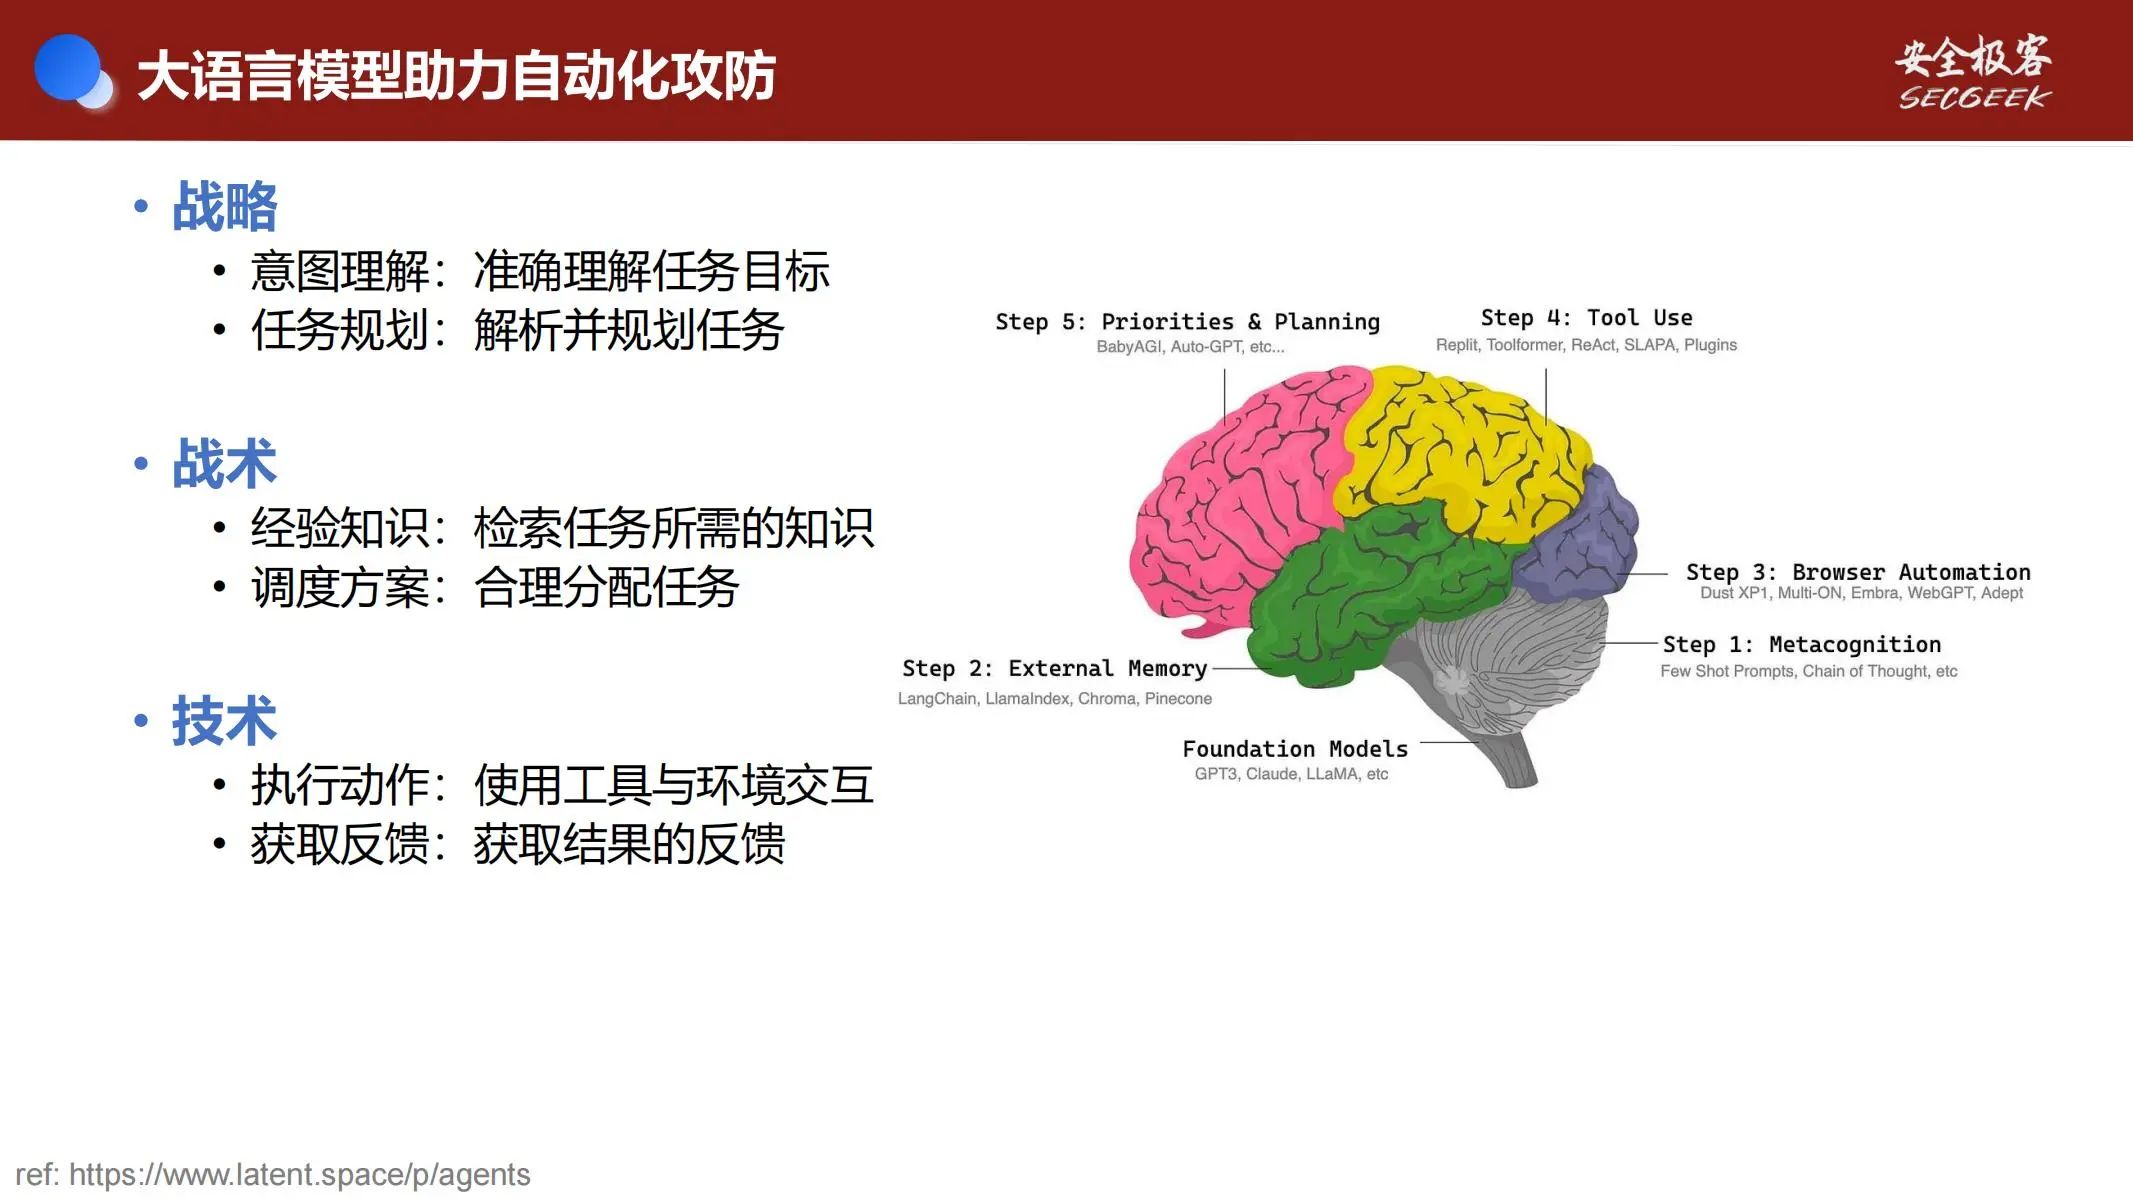 大语言模型助力自动化攻防
安全极客
SECGEEK
• 战略
• 意图理解：准确理解任务目标
• 任务规划：解析并规划任务
• 战术
• 经验知识：检索任务所需的知识
• 调度方案：合理分配任务
• 技术
• 执行动作：使用工具与环境交互
• 获取反馈：获取结果的反馈
Step 5: Priorities & Planning
BabyAGI, Auto-GPT, etc...
Step 4: Tool Use
Replit, Toolformer, ReAct, SLAPA, Plugins
Step 3: Browser Automation
Dust XP1, Multi-ON, Embra, WebGPT, Adept
Step 1: Metacognition
Few Shot Prompts, Chain of Thought, etc
Step 2: External Memory
LangChain, LlamaIndex, Chroma, Pinecone
Foundation Models
GPT3, Claude, LLaMA, etc
ref: https://www.latent.space/p/agents